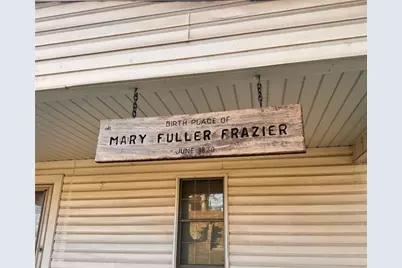 BIRTH PLACE OF
MARY FULLER FRAZIER
JUNE